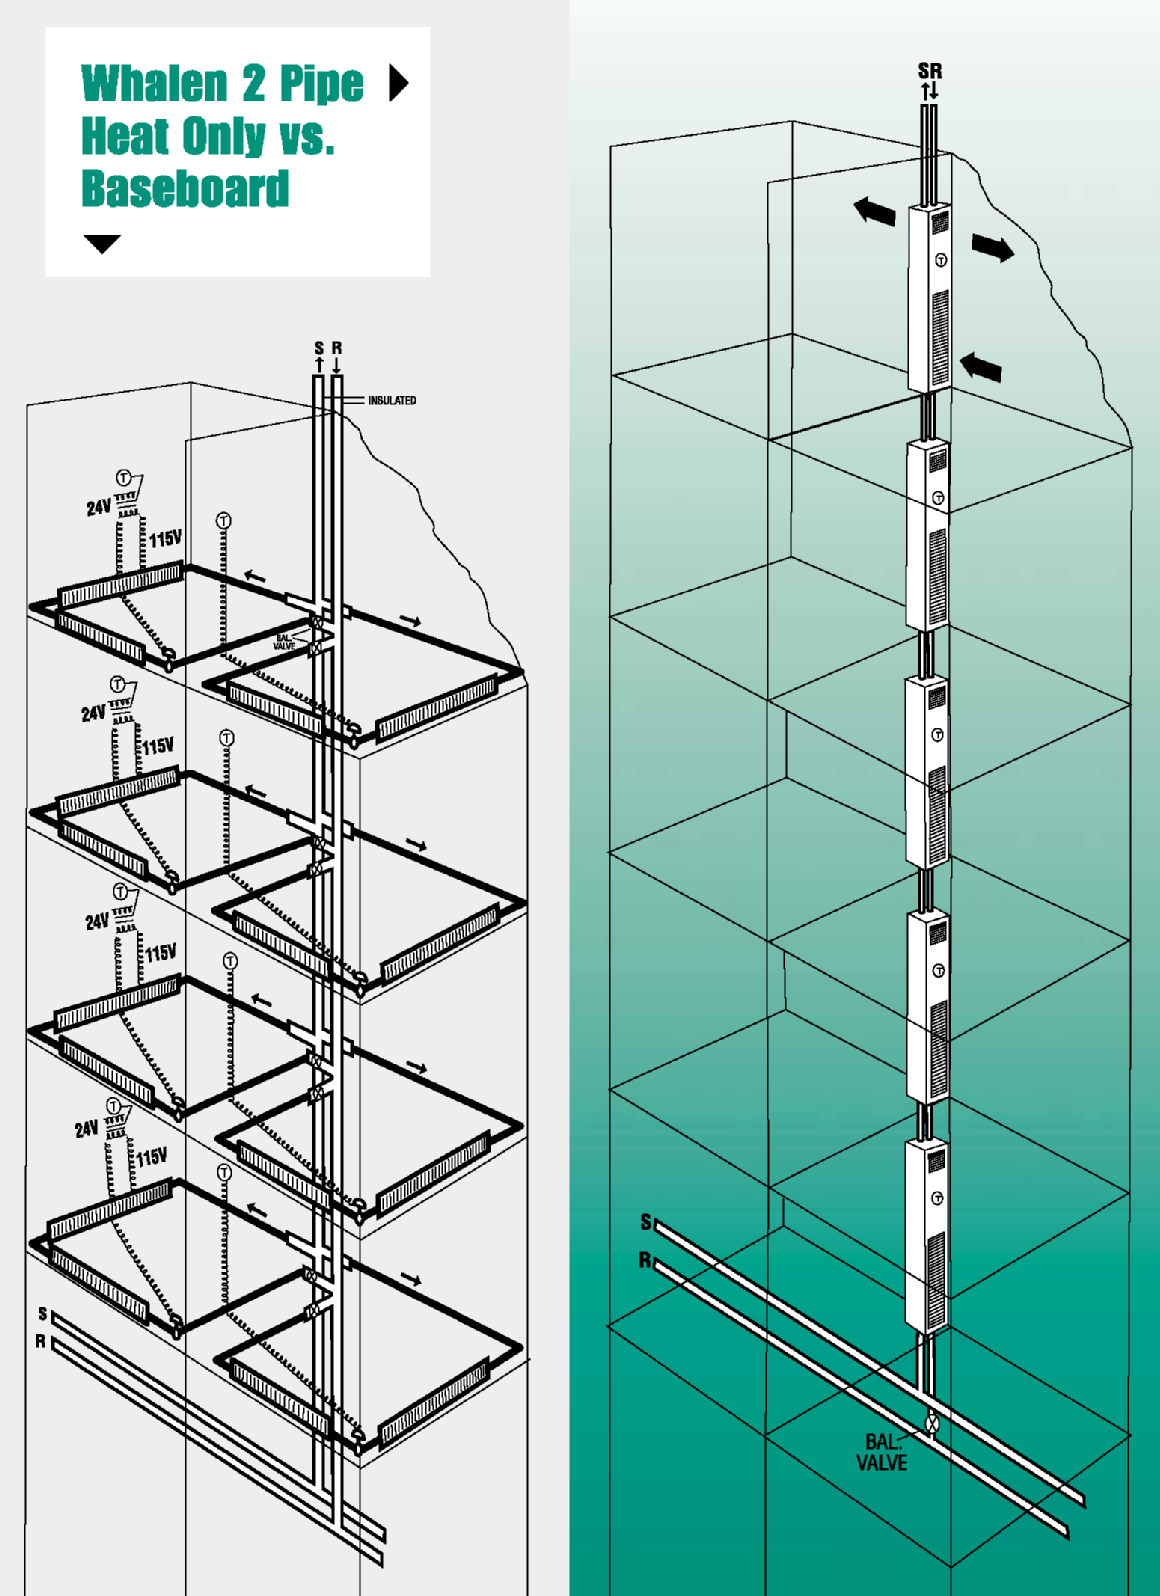 Whalen 2 Pipe
Heat Only vs.
Baseboard
S R
INSULATED
T
24V
115V
T
BAL.
VALVE
T
24V
115V
T
T
24V
115V
T
T
24V
115V
T
S
R
SR
T
T
T
T
T
S
R
BAL.
VALVE